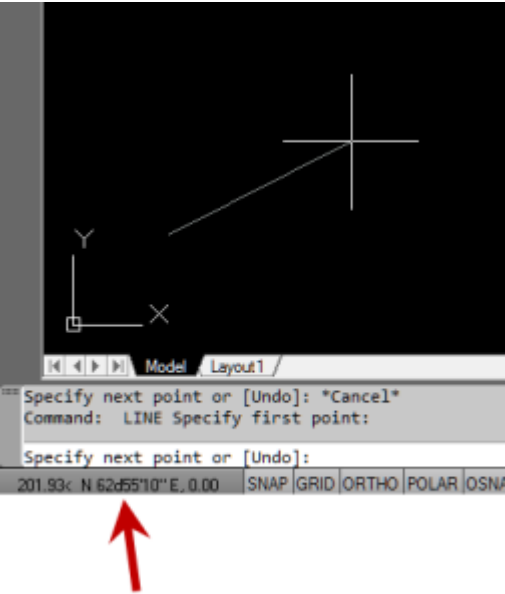 Y
X
Model Layout1
Specify next point or [Undo]: *Cancel*
Command: LINE Specify first point:
Specify next point or [Undo]:
201.93< N 62d55'10" E, 0.00 SNAP GRID ORTHO POLAR OSNA